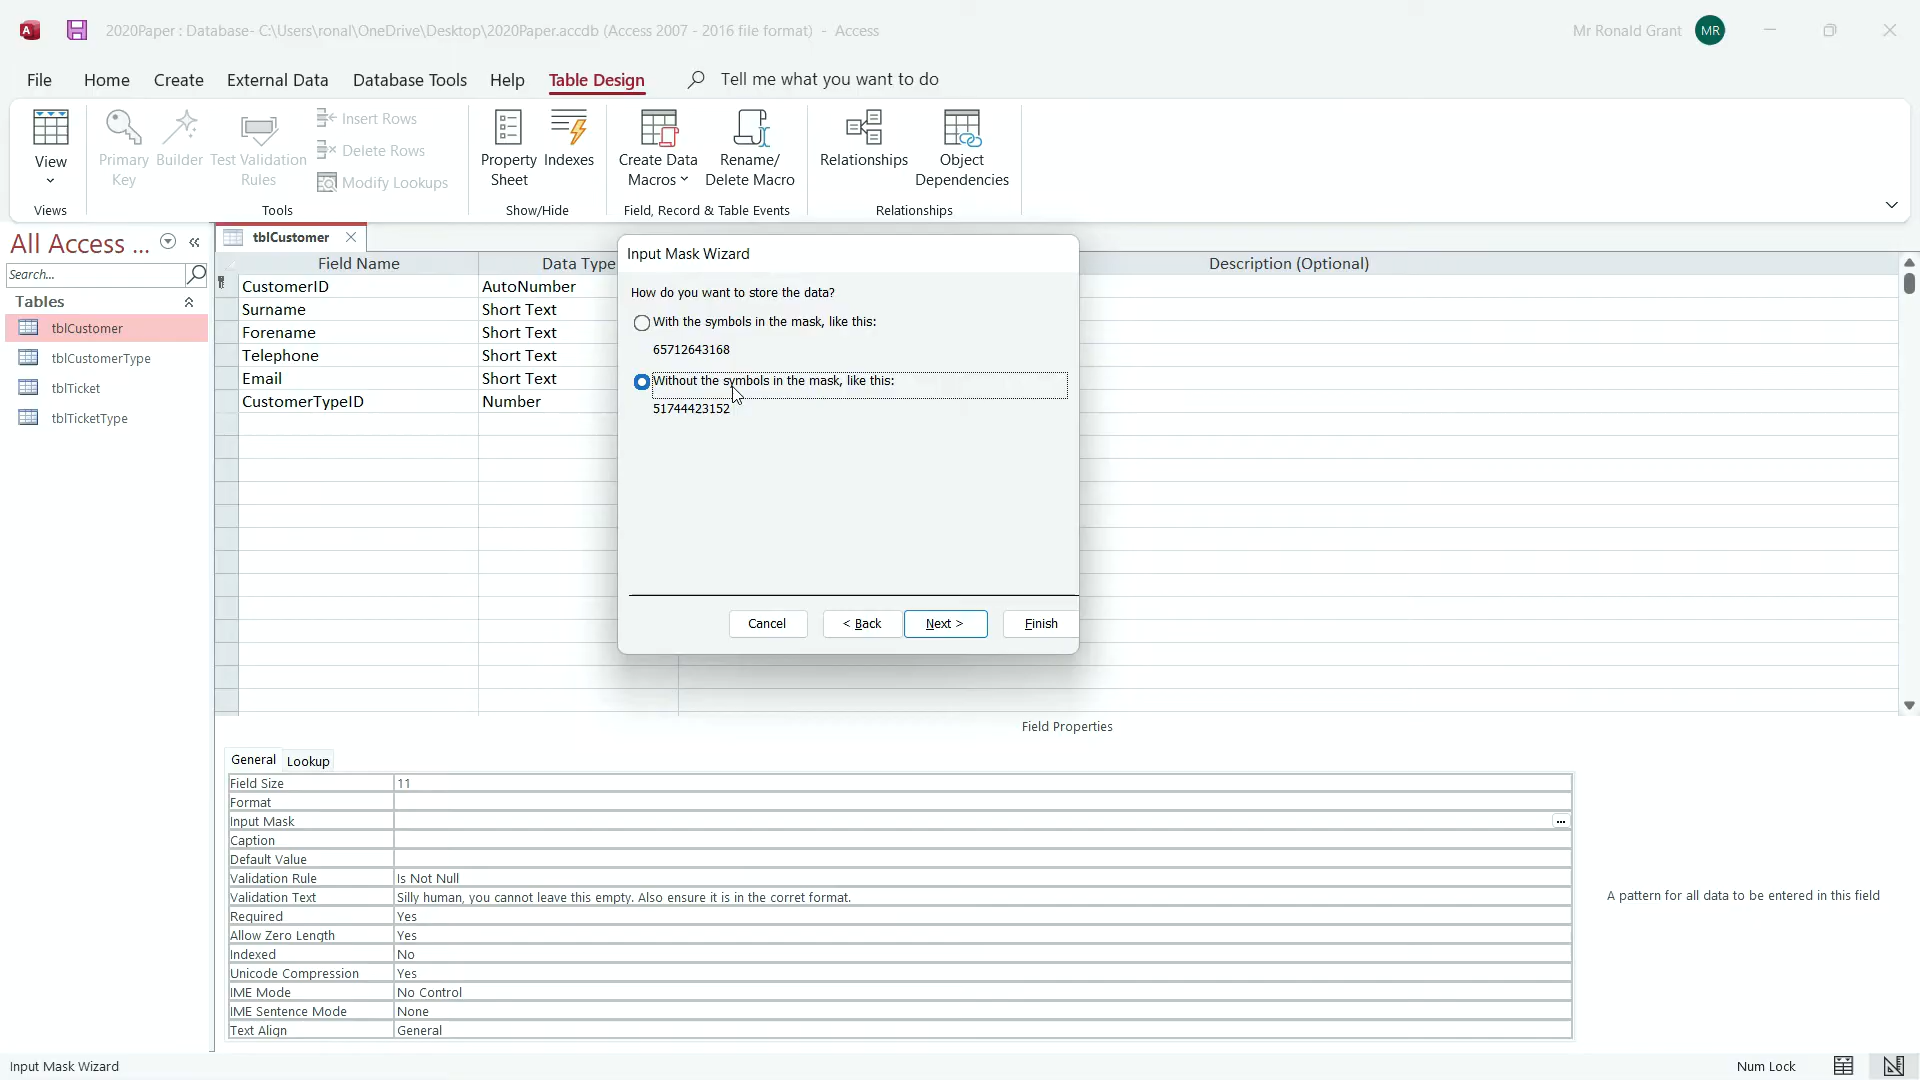 2020Paper : Database- C:\Users\ronal\OneDrive\Desktop\2020Paper.accdb (Access 2007 - 2016 file format) - Access
Mr Ronald Grant
MR
File
Home
Create
External Data
Database Tools
Help
Table Design
Tell me what you want to do
View
Primary
Key
Builder
Test Validation
Rules
Insert Rows
Delete Rows
Modify Lookups
Property
Sheet
Indexes
Create Data
Macros
Rename/
Delete Macro
Relationships
Object
Dependencies
Views
Tools
Show/Hide
Field, Record & Table Events
Relationships
All Access ...
Search...
Tables
tblCustomer
tblCustomerType
tblTicket
tblTicketType
tblCustomer
Field Name
Data Type
Description (Optional)
CustomerID
AutoNumber
Surname
Short Text
Forename
Short Text
Telephone
Short Text
Email
Short Text
CustomerTypeID
Number
Input Mask Wizard
How do you want to store the data?
With the symbols in the mask, like this:
65712643168
Without the symbols in the mask, like this:
51744423152
Cancel
< Back
Next >
Finish
Field Properties
General
Lookup
Field Size
11
Format
Input Mask
...
Caption
Default Value
Validation Rule
Is Not Null
Validation Text
Silly human, you cannot leave this empty. Also ensure it is in the corret format.
Required
Yes
Allow Zero Length
Yes
Indexed
No
Unicode Compression
Yes
IME Mode
No Control
IME Sentence Mode
None
Text Align
General
A pattern for all data to be entered in this field
Input Mask Wizard
Num Lock